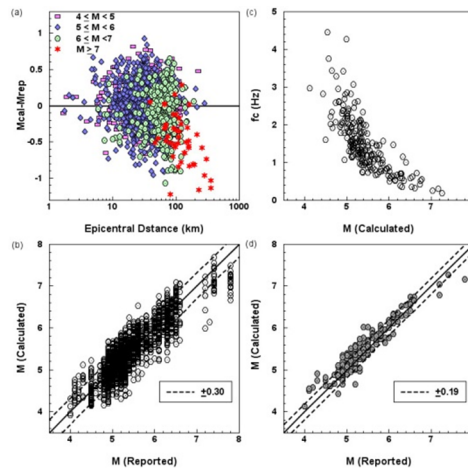 (a)
4 < M < 5
5 < M < 6
6 < M <7
M > 7
Mcal-Mrep
1
0.5
0
-0.5
-1
1
10
100
1000
Epicentral Dstance (km)
(c)
fc (Hz)
5
4
3
2
1
0
4
5
6
7
M (Calculated)
(b)
M (Calculated)
8
7
6
5
4
±0.30
4
5
6
7
8
M (Reported)
(d)
M (Calculated)
8
7
6
5
4
±0.19
4
5
6
7
8
M (Reported)